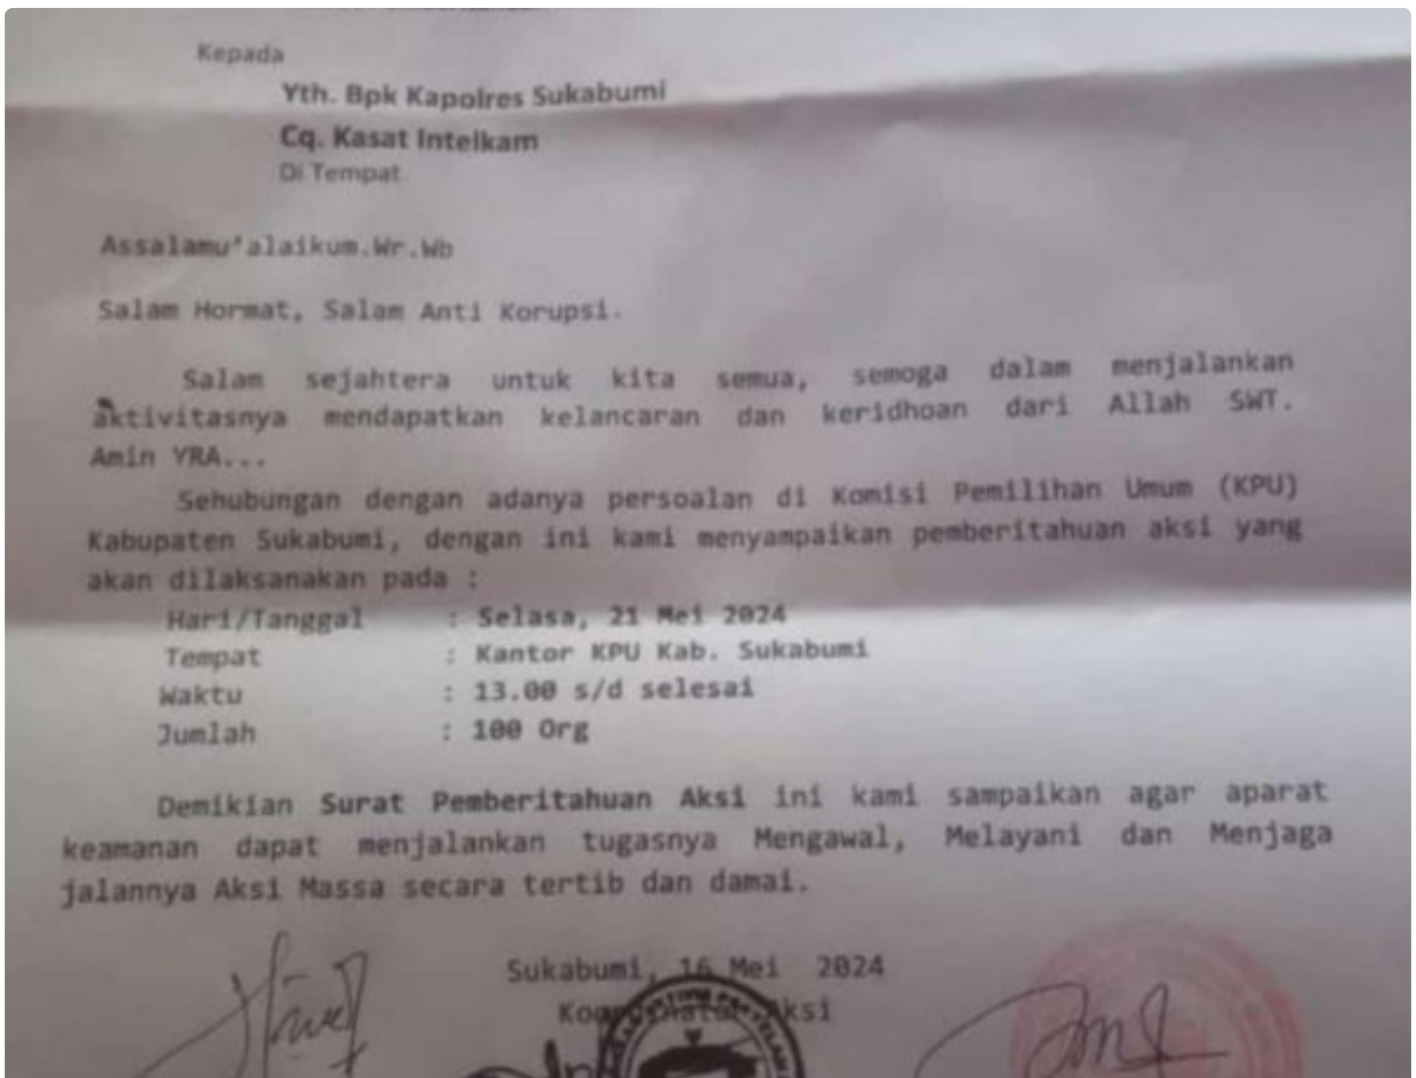 Kepada
Yth. Bpk Kapolres Sukabumi
Cq. Kasat Intelkam
Di Tempat
Assalamu'alaikum.Wr.Wb
Salam Hormat, Salam Anti Korupsi.
Salam sejahtera untuk kita semua, semoga dalam menjalankan
aktivitasnya mendapatkan kelancaran dan keridhoan dari Allah SWT.
Amin YRA...
Sehubungan dengan adanya persoalan di Komisi Pemilihan Umum (KPU)
Kabupaten Sukabumi, dengan ini kami menyampaikan pemberitahuan aksi yang
akan dilaksanakan pada :
Hari/Tanggal : Selasa, 21 Mei 2024
Tempat : Kantor KPU Kab. Sukabumi
Waktu : 13.00 s/d selesai
Jumlah : 100 Org
Demikian Surat Pemberitahuan Aksi ini kami sampaikan agar aparat
keamanan dapat menjalankan tugasnya Mengawal, Melayani dan Menjaga
jalannya Aksi Massa secara tertib dan damai.
Sukabumi, 16 Mei 2024
Aksi